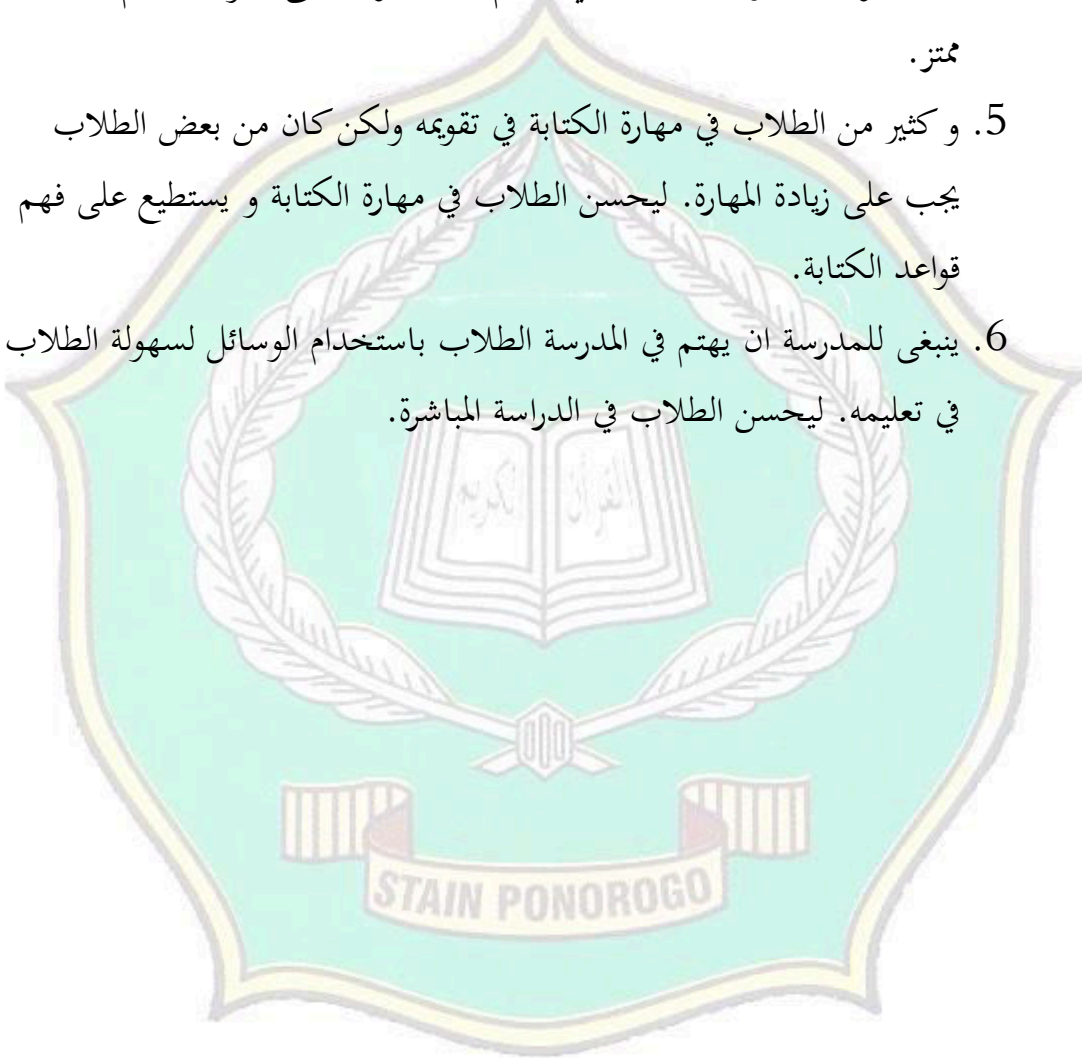 ممتز.
5. و كثير من الطلاب في مهارة الكتابة في تقويمه ولكن كان من بعض الطلاب
يجب على زيادة المهارة. ليحسن الطلاب في مهارة الكتابة و يستطيع على فهم
قواعد الكتابة.
6. ينبغى للمدرسة ان يهتم في المدرسة الطلاب باستخدام الوسائل لسهولة الطلاب
في تعليمه. ليحسن الطلاب في الدراسة المباشرة.
القرآن الكريم
STAIN PONOROGO